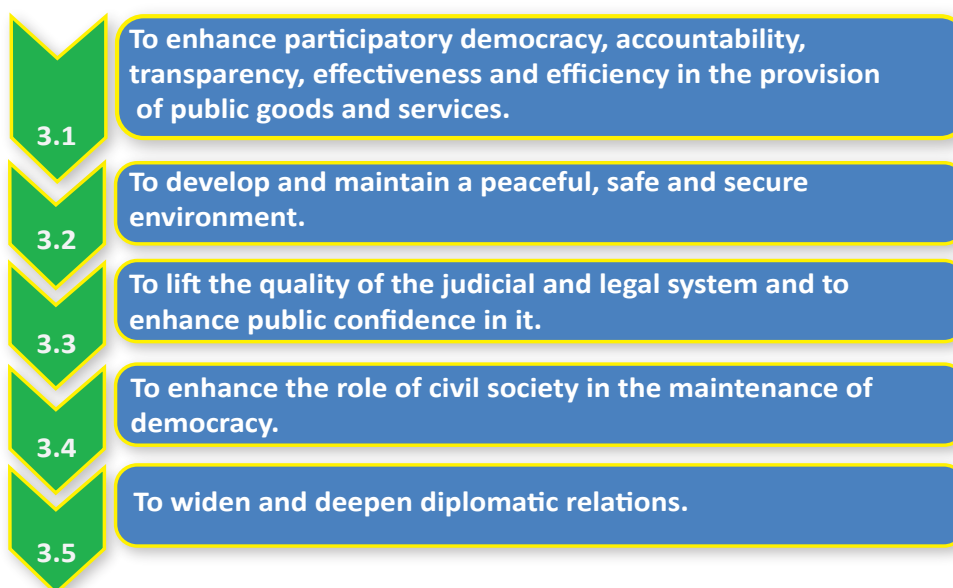 To enhance participatory democracy, accountability,
transparency, effectiveness and efficiency in the provision
of public goods and services.
3.1
To develop and maintain a peaceful, safe and secure
environment.
3.2
To lift the quality of the judicial and legal system and to
enhance public confidence in it.
3.3
To enhance the role of civil society in the maintenance of
democracy.
3.4
To widen and deepen diplomatic relations.
3.5